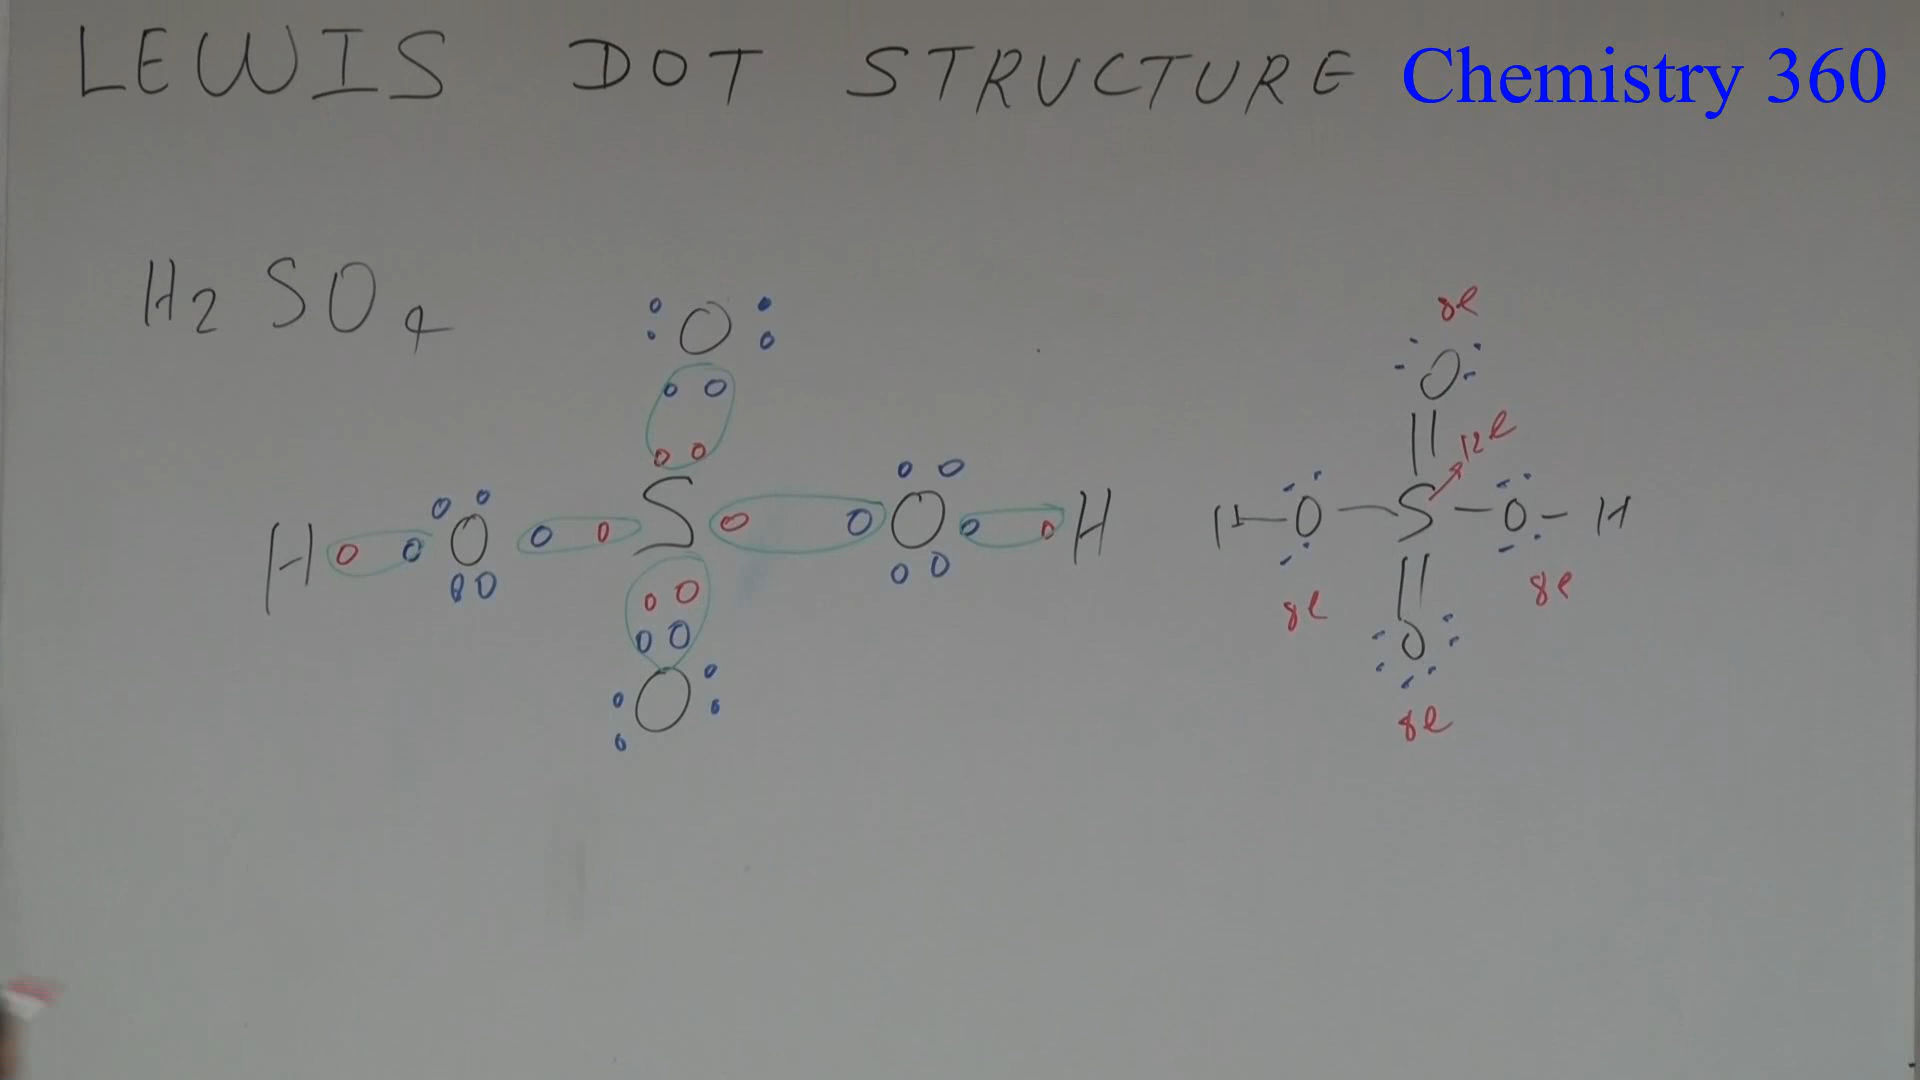 LEWIS DOT STRUCTURE Chemistry 360
H2SO4
O
S
H O O H
O
8e
O
12e
H-O-S-O-H
8e 8e
O
8e